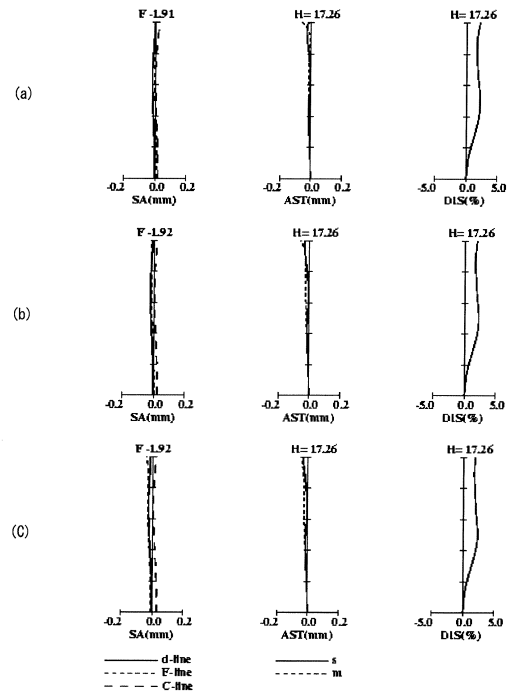 F -1.91 H= 17.26 H= 17.26
(a)
-0.2 0.0 0.2 -0.2 0.0 0.2 -5.0 0.0 5.0
SA(mm) AST(mm) DIS(%)
F -1.92 H= 17.26 H= 17.26
(b)
-0.2 0.0 0.2 -0.2 0.0 0.2 -5.0 0.0 5.0
SA(mm) AST(mm) DIS(%)
F -1.92 H= 17.26 H= 17.26
(C)
-0.2 0.0 0.2 -0.2 0.0 0.2 -5.0 0.0 5.0
SA(mm) AST(mm) DIS(%)
d-line s
F-line m
C-line